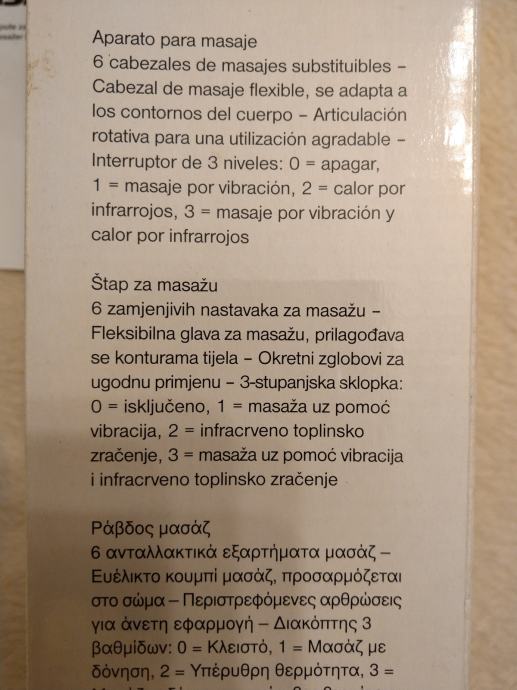 Aparato para masaje
6 cabezales de masajes substituibles –
Cabezal de masaje flexible, se adapta a
los contornos del cuerpo – Articulación
rotativa para una utilización agradable –
Interruptor de 3 niveles: 0 = apagar,
1 = masaje por vibración, 2 = calor por
infrarrojos, 3 = masaje por vibración y
calor por infrarrojos
Štap za masažu
6 zamjenjivih nastavaka za masažu –
Fleksibilna glava za masažu, prilagođava
se konturama tijela – Okretni zglobovi za
ugodnu primjenu – 3-stupanjska sklopka:
0 = isključeno, 1 = masaža uz pomoć
vibracija, 2 = infracrveno toplinsko
zračenje, 3 = masaža uz pomoć vibracija
i infracrveno toplinsko zračenje
Ράβδος μασάζ
6 ανταλλακτικά εξαρτήματα μασάζ –
Ευέλικτο κουμπί μασάζ, προσαρμόζεται
στο σώμα – Περιστρεφόμενες αρθρώσεις
για άνετη εφαρμογή – Διακόπτης 3
βαθμίδων: 0 = Κλειστό, 1 = Μασάζ με
δόνηση, 2 = Υπέρυθρη θερμότητα, 3 =